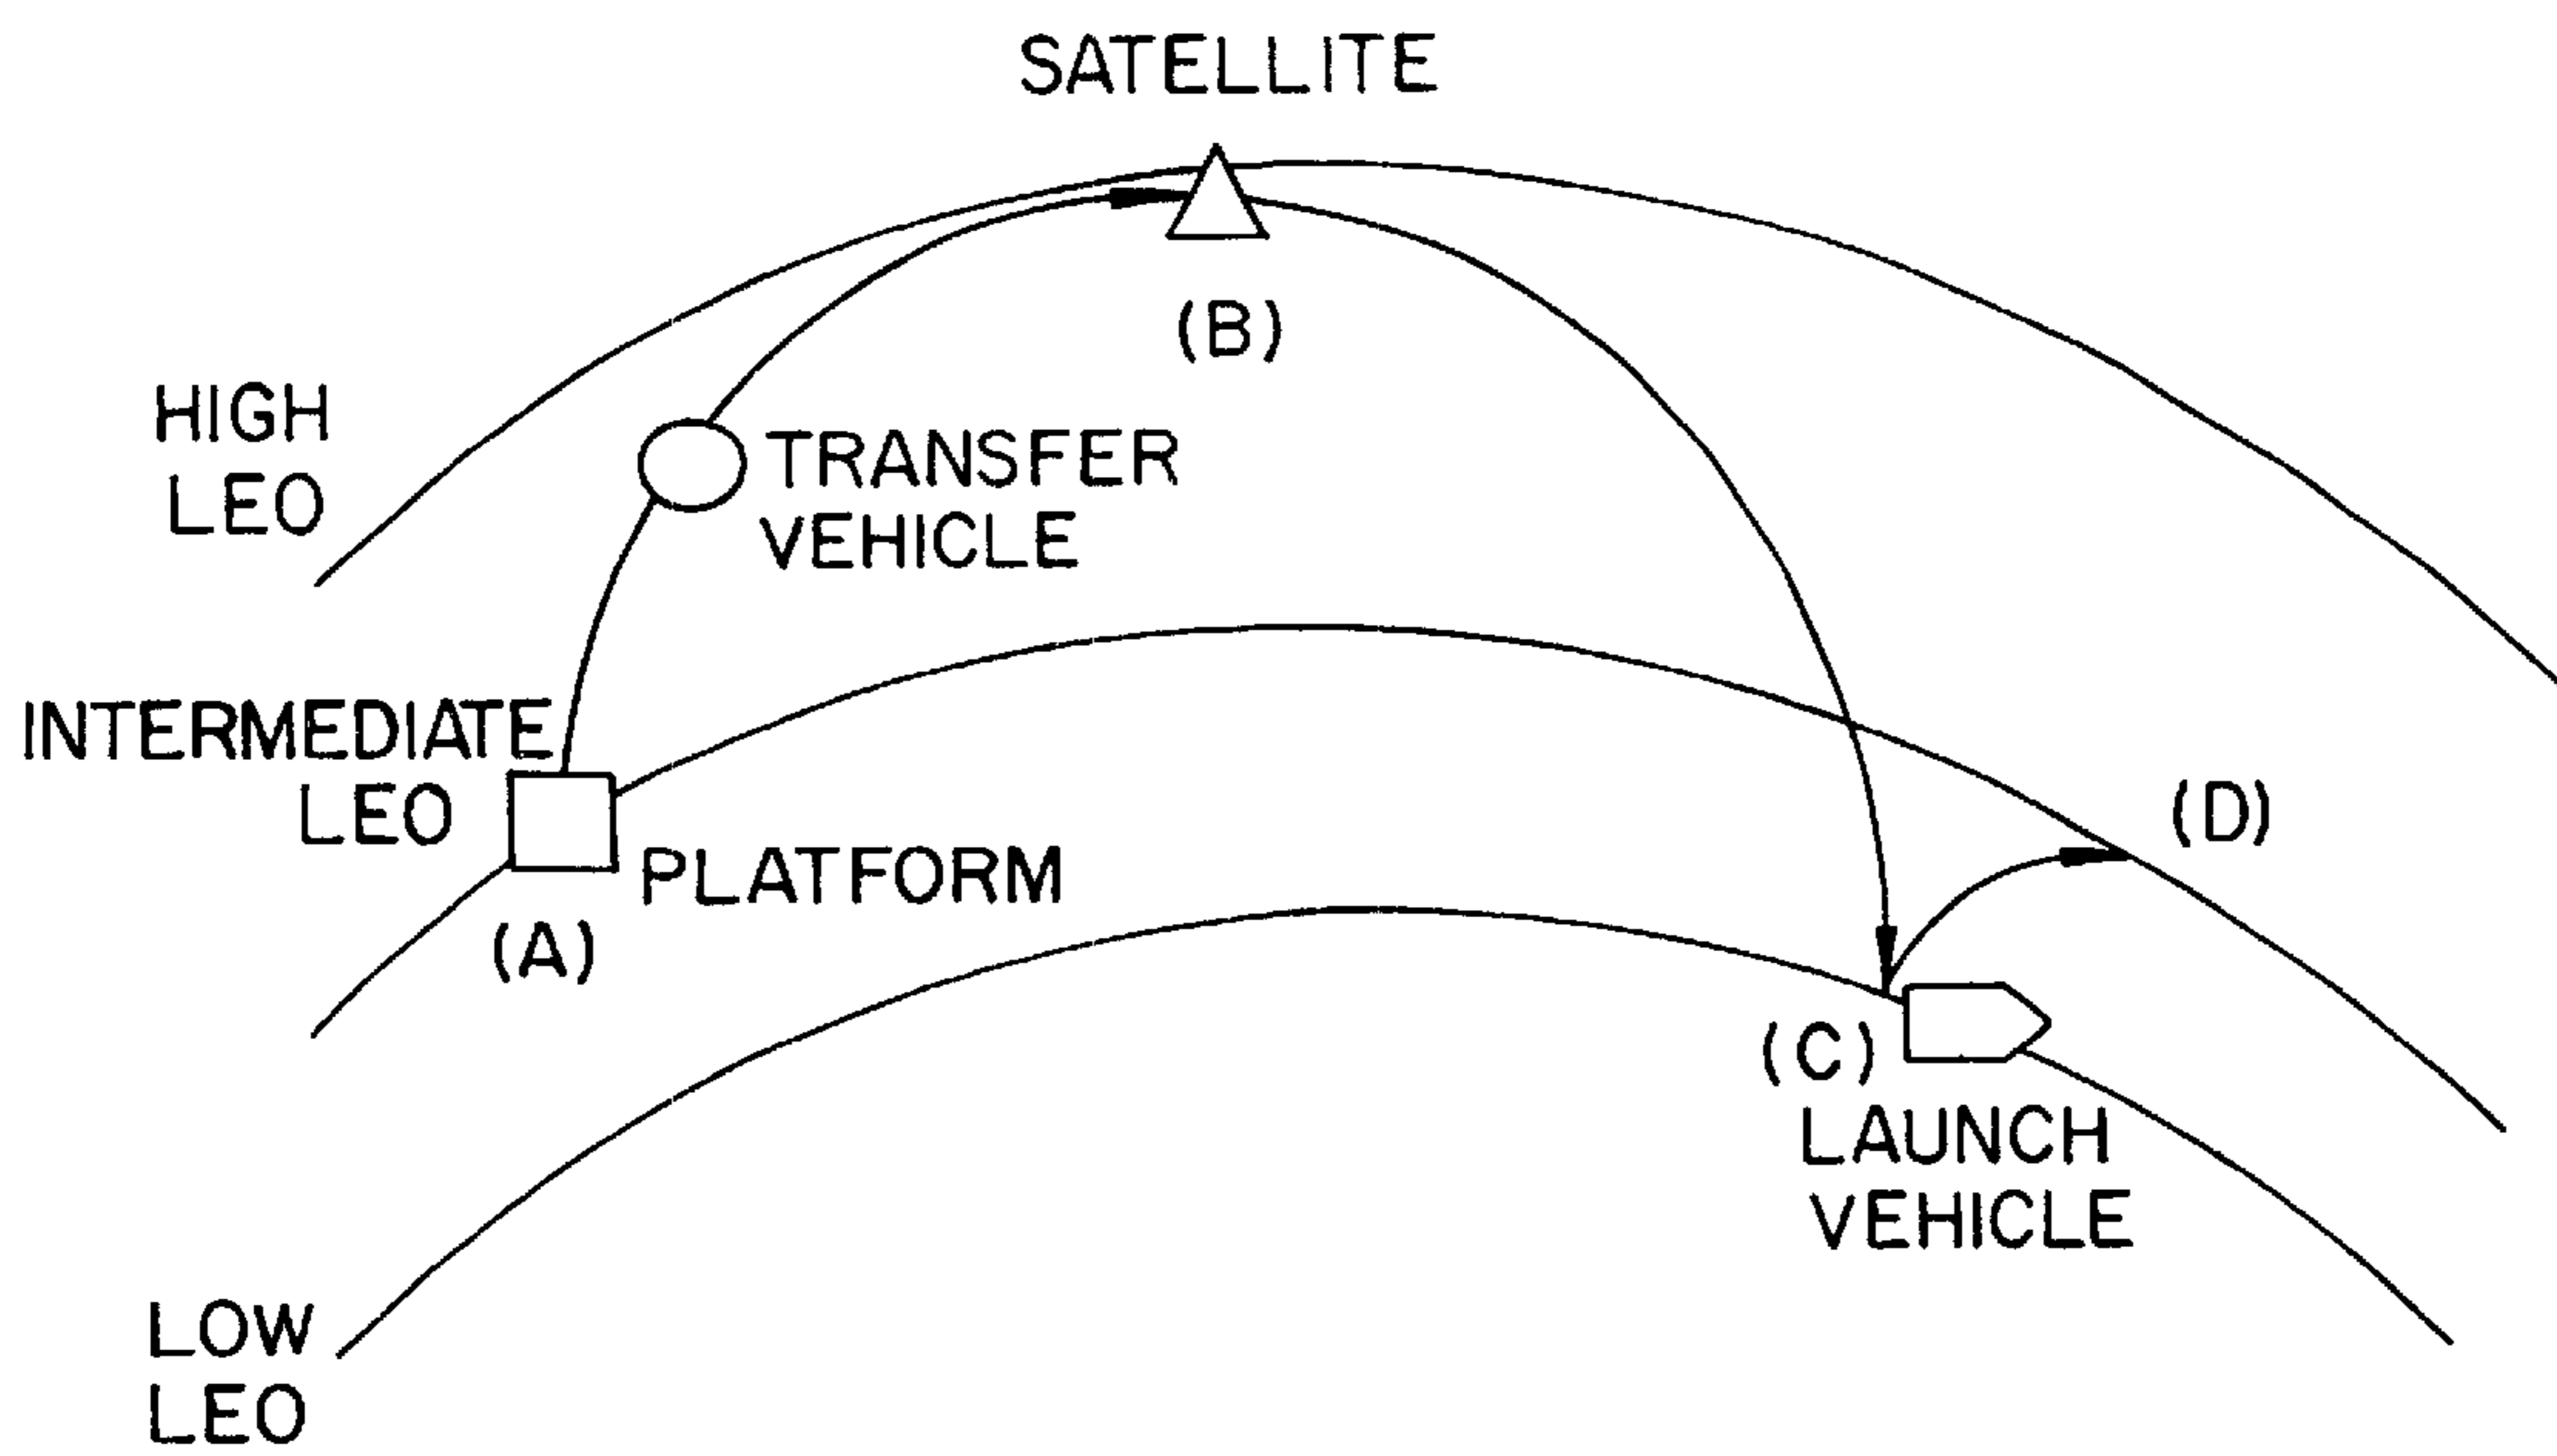 SATELLITE
(B)
HIGH
LEO
TRANSFER
VEHICLE
INTERMEDIATE
LEO
PLATFORM
(A)
(D)
(C)
LAUNCH
VEHICLE
LOW
LEO